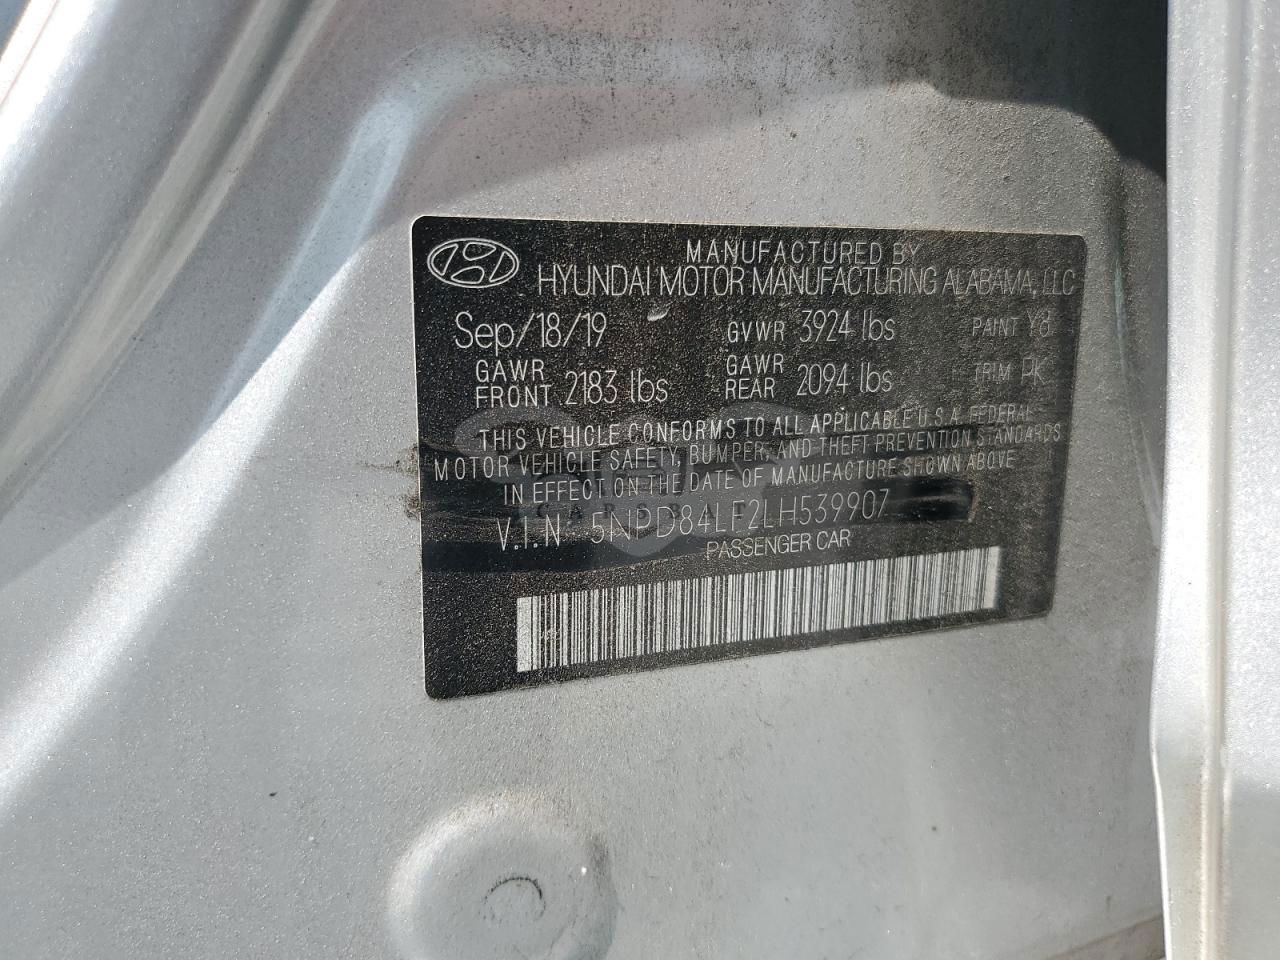 MANUFACTURED BY
HYUNDAI MOTOR MANUFACTURING ALABAMA, LLC
Sep/18/19 GVWR 3924 lbs PAINT Y8
GAWR FRONT 2183 lbs GAWR REAR 2094 lbs TRIM PK
THIS VEHICLE CONFORMS TO ALL APPLICABLE U.S.A. FEDERAL
MOTOR VEHICLE SAFETY, BUMPER, AND THEFT PREVENTION STANDARDS
IN EFFECT ON THE DATE OF MANUFACTURE SHOWN ABOVE
CARSBAT
V.I.N 5NPD84LF2LH539907
PASSENGER CAR